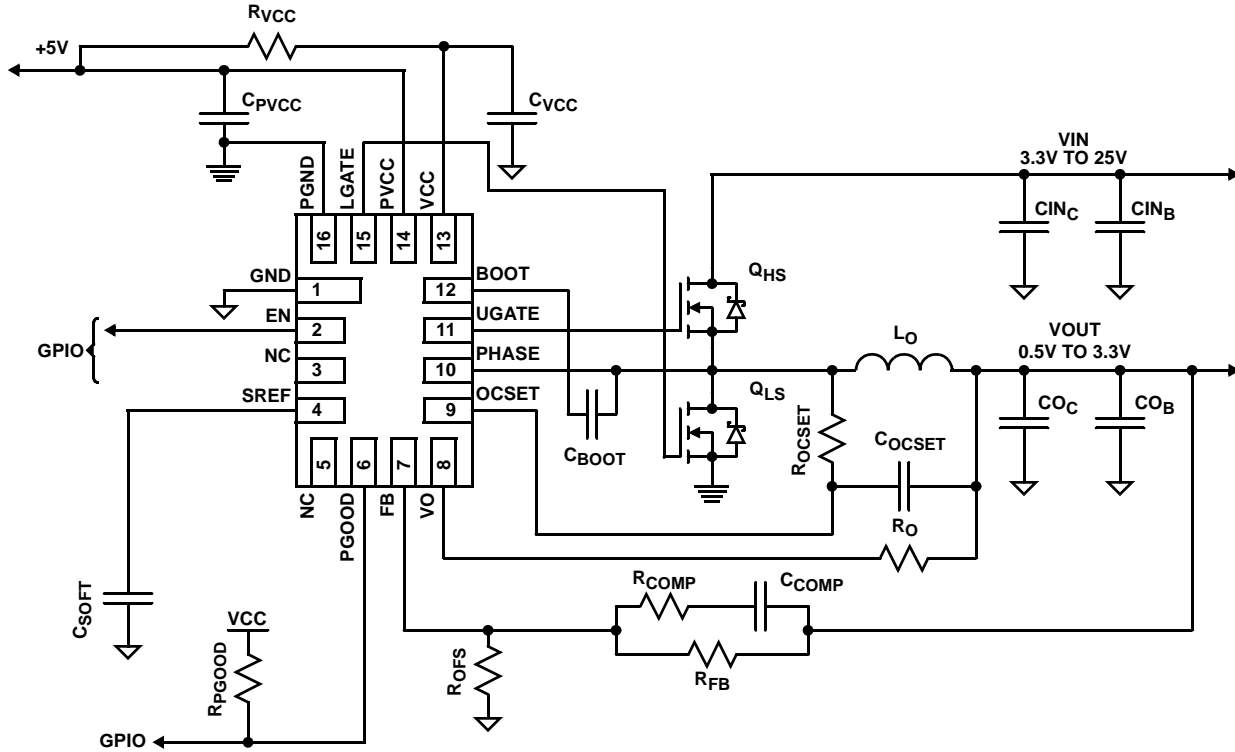 RVCC
+5V
CPVCC
CVCC
PGND
LGATE
PVCC
VCC
16
15
14
13
VIN
3.3V TO 25V
CINC
CINB
GND
1
12
BOOT
EN
2
11
UGATE
QHS
GPIO
NC
3
10
PHASE
SREF
4
9
OCSET
QLS
LO
VOUT
0.5V TO 3.3V
COC
COB
CBOOT
ROCSET
COCSET
5
6
7
8
NC
PGOOD
FB
VO
RO
CSOFT
RCOMP
CCOMP
VCC
RPGOOD
ROFS
RFB
GPIO